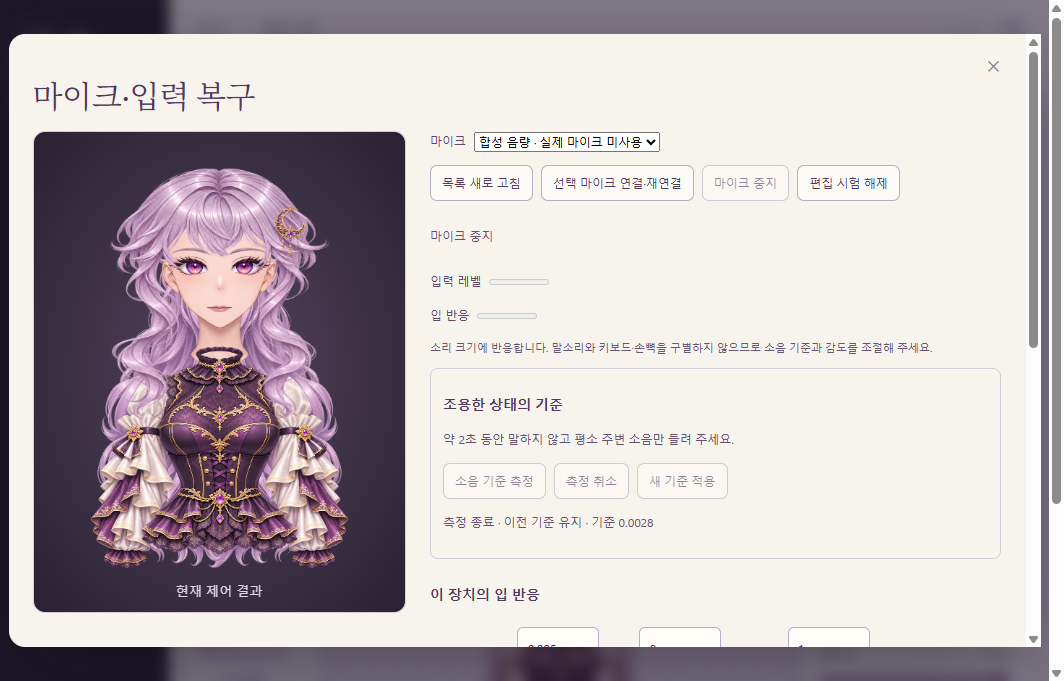 마이크·입력 복구
마이크 합성 음량 · 실제 마이크 미사용
목록 새로 고침 선택 마이크 연결·재연결 마이크 중지 편집 시험 해제
마이크 중지
입력 레벨
입 반응
소리 크기에 반응합니다. 말소리와 키보드·손뼉을 구별하지 않으므로 소음 기준과 감도를 조절해 주세요.
조용한 상태의 기준
약 2초 동안 말하지 않고 평소 주변 소음만 들려 주세요.
소음 기준 측정 측정 취소 새 기준 적용
측정 종료 · 이전 기준 유지 · 기준 0.0028
현재 제어 결과
이 장치의 입 반응